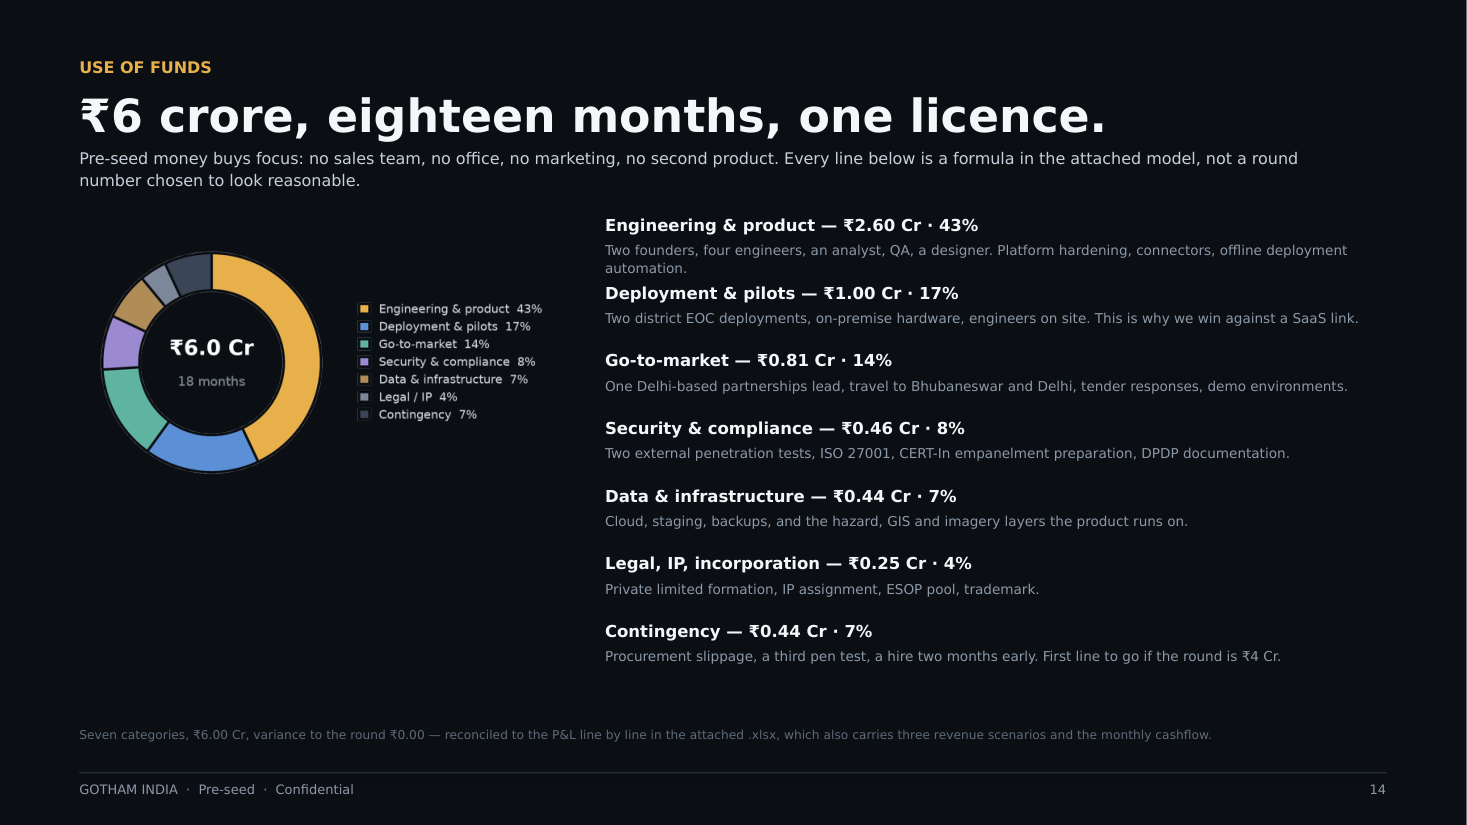 USE OF FUNDS
₹6 crore, eighteen months, one licence.
Pre-seed money buys focus: no sales team, no office, no marketing, no second product. Every line below is a formula in the attached model, not a round
number chosen to look reasonable.
₹6.0 Cr
18 months
Engineering & product 43%
Deployment & pilots 17%
Go-to-market 14%
Security & compliance 8%
Data & infrastructure 7%
Legal / IP 4%
Contingency 7%
Engineering & product — ₹2.60 Cr · 43%
Two founders, four engineers, an analyst, QA, a designer. Platform hardening, connectors, offline deployment
automation.
Deployment & pilots — ₹1.00 Cr · 17%
Two district EOC deployments, on-premise hardware, engineers on site. This is why we win against a SaaS link.
Go-to-market — ₹0.81 Cr · 14%
One Delhi-based partnerships lead, travel to Bhubaneswar and Delhi, tender responses, demo environments.
Security & compliance — ₹0.46 Cr · 8%
Two external penetration tests, ISO 27001, CERT-In empanelment preparation, DPDP documentation.
Data & infrastructure — ₹0.44 Cr · 7%
Cloud, staging, backups, and the hazard, GIS and imagery layers the product runs on.
Legal, IP, incorporation — ₹0.25 Cr · 4%
Private limited formation, IP assignment, ESOP pool, trademark.
Contingency — ₹0.44 Cr · 7%
Procurement slippage, a third pen test, a hire two months early. First line to go if the round is ₹4 Cr.
Seven categories, ₹6.00 Cr, variance to the round ₹0.00 — reconciled to the P&L line by line in the attached .xlsx, which also carries three revenue scenarios and the monthly cashflow.
GOTHAM INDIA · Pre-seed · Confidential
14